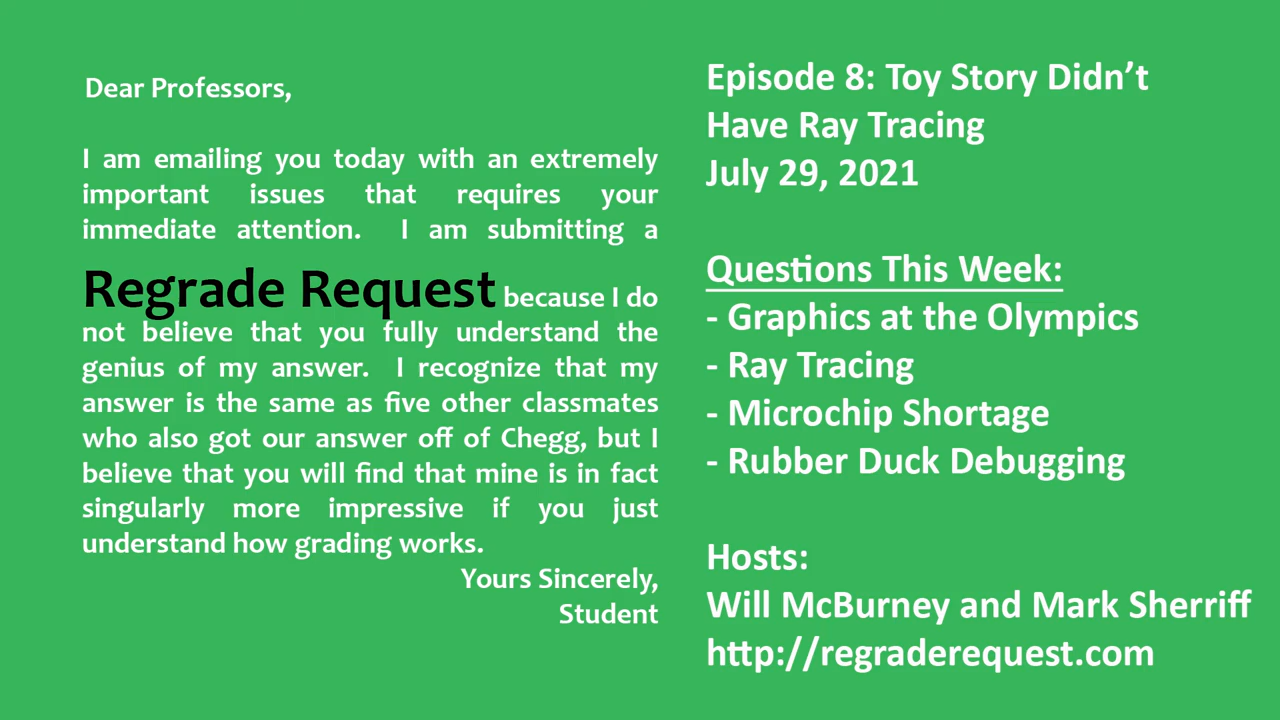 Dear Professors,
I am emailing you today with an extremely
important issues that requires your
immediate attention. I am submitting a
Regrade Request because I do
not believe that you fully understand the
genius of my answer. I recognize that my
answer is the same as five other classmates
who also got our answer off of Chegg, but I
believe that you will find that mine is in fact
singularly more impressive if you just
understand how grading works.
Yours Sincerely,
Student
Episode 8: Toy Story Didn’t
Have Ray Tracing
July 29, 2021
Questions This Week:
- Graphics at the Olympics
- Ray Tracing
- Microchip Shortage
- Rubber Duck Debugging
Hosts:
Will McBurney and Mark Sherriff
http://regraderequest.com